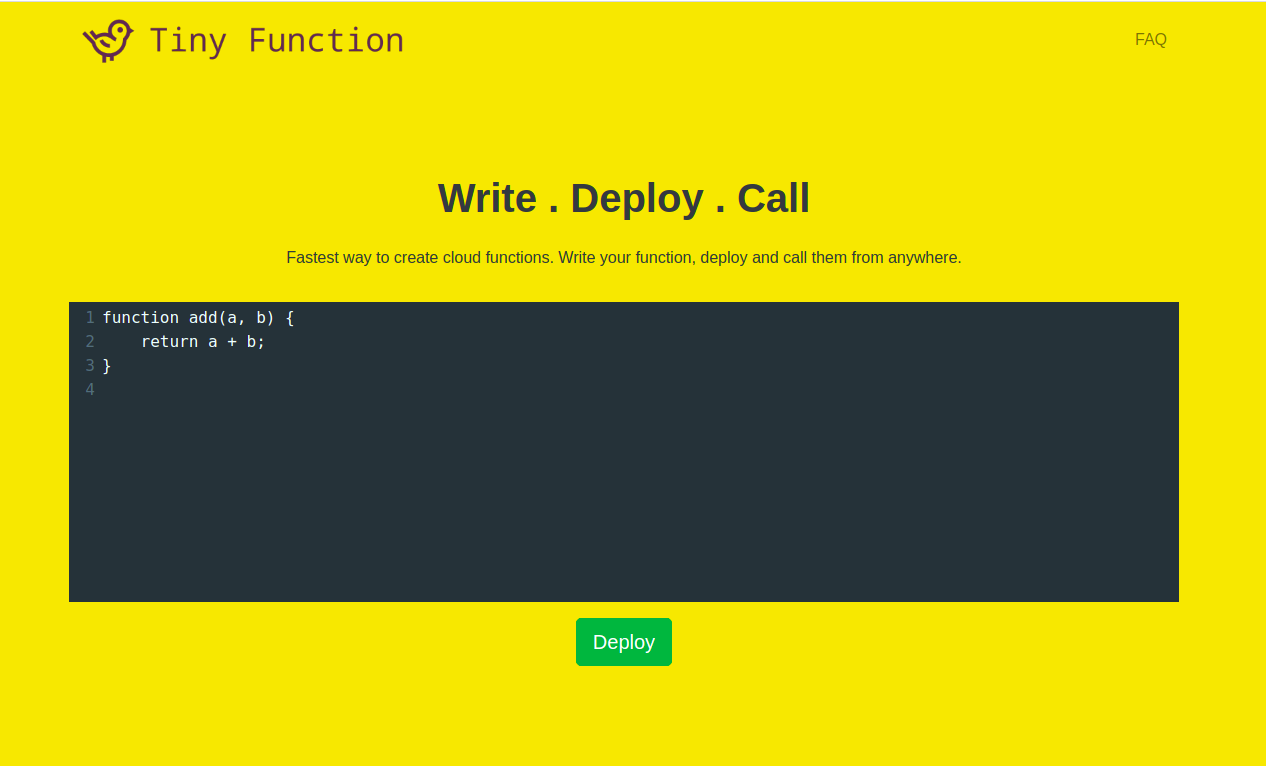 Tiny Function
FAQ
Write . Deploy . Call
Fastest way to create cloud functions. Write your function, deploy and call them from anywhere.
1 function add(a, b) {
2     return a + b;
3 }
4
Deploy